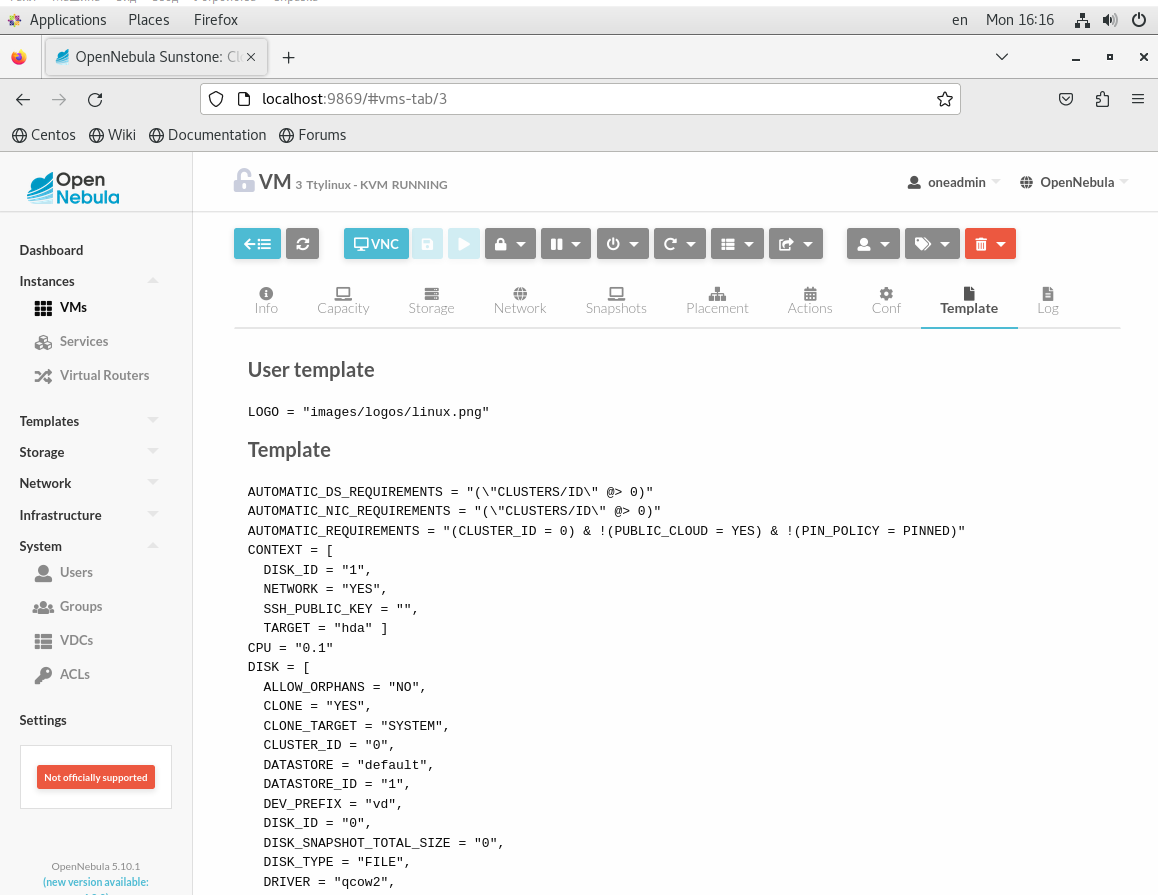 Applications Places Firefox en Mon 16:16
OpenNebula Sunstone: Cl
localhost:9869/#vms-tab/3
Centos Wiki Documentation Forums
Open
Nebula
VM 3 Ttylinux - KVM RUNNING
oneadmin OpenNebula
VNC
Dashboard
Instances
VMs
Services
Virtual Routers
Templates
Storage
Network
Infrastructure
System
Users
Groups
VDCs
ACLs
Settings
Not officially supported
OpenNebula 5.10.1
(new version available:
Info Capacity Storage Network Snapshots Placement Actions Conf Template Log
User template
LOGO = "images/logos/linux.png"
Template
AUTOMATIC_DS_REQUIREMENTS = "(\"CLUSTERS/ID\" @> 0)"
AUTOMATIC_NIC_REQUIREMENTS = "(\"CLUSTERS/ID\" @> 0)"
AUTOMATIC_REQUIREMENTS = "(CLUSTER_ID = 0) & !(PUBLIC_CLOUD = YES) & !(PIN_POLICY = PINNED)"
CONTEXT = [
DISK_ID = "1",
NETWORK = "YES",
SSH_PUBLIC_KEY = "",
TARGET = "hda" ]
CPU = "0.1"
DISK = [
ALLOW_ORPHANS = "NO",
CLONE = "YES",
CLONE_TARGET = "SYSTEM",
CLUSTER_ID = "0",
DATASTORE = "default",
DATASTORE_ID = "1",
DEV_PREFIX = "vd",
DISK_ID = "0",
DISK_SNAPSHOT_TOTAL_SIZE = "0",
DISK_TYPE = "FILE",
DRIVER = "qcow2",